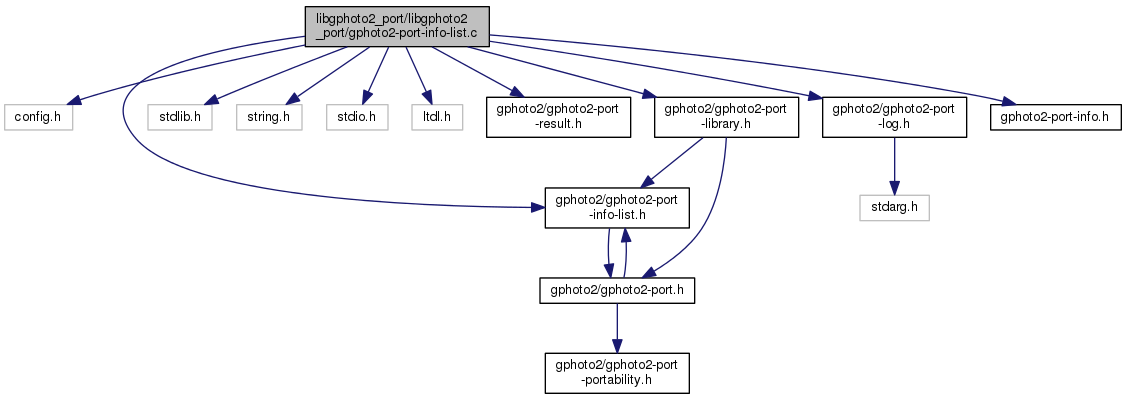 libgphoto2_port/libgphoto2
_port/gphoto2-port-info-list.c
config.h
stdlib.h
string.h
stdio.h
ltdl.h
gphoto2/gphoto2-port
-result.h
gphoto2/gphoto2-port
-library.h
gphoto2/gphoto2-port
-log.h
gphoto2-port-info.h
gphoto2/gphoto2-port
-info-list.h
stdarg.h
gphoto2/gphoto2-port.h
gphoto2/gphoto2-port
-portability.h